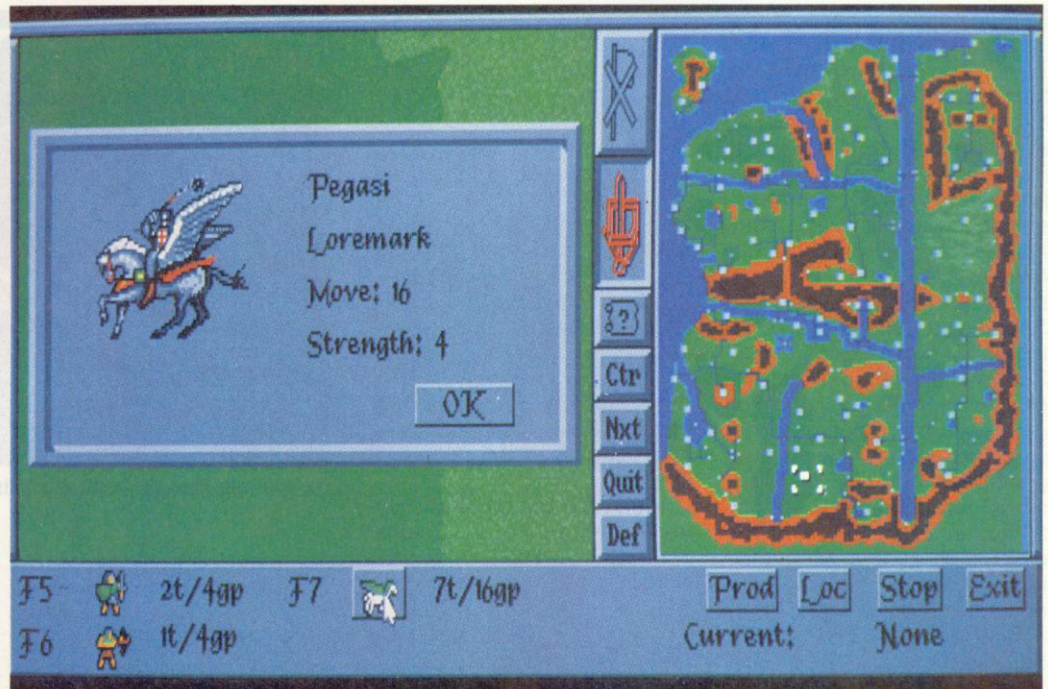 Pegasi
Loremark
Move: 16
Strength: 4
OK
?
Ctr
Nxt
Quit
Def
F5 2t/4gp F7 7t/16gp Prod Loc Stop Exit
F6 1t/4gp Current: None